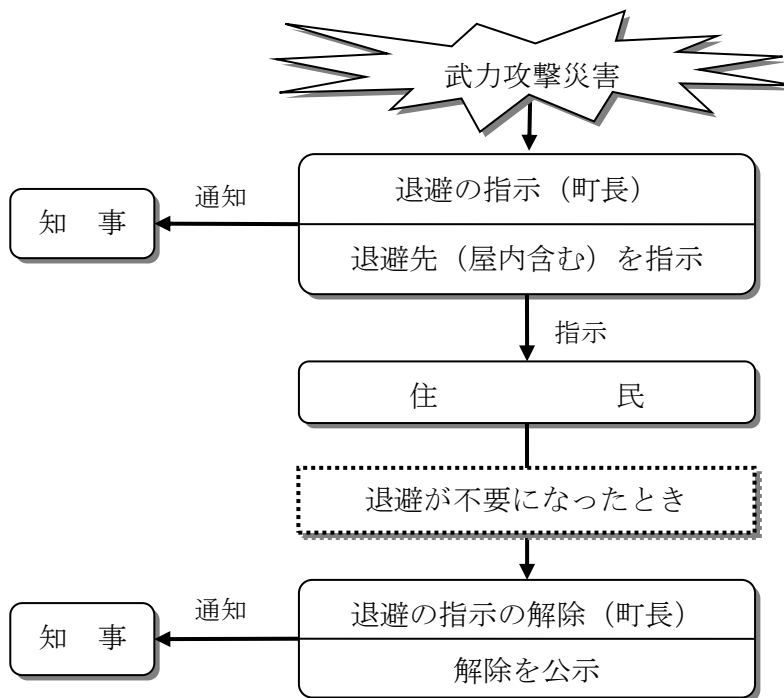 武力攻撃災害
退避の指示（町長）
通知
知　事
退避先（屋内含む）を指示
指示
住　　　　民
退避が不要になったとき
退避の指示の解除（町長）
通知
知　事
解除を公示